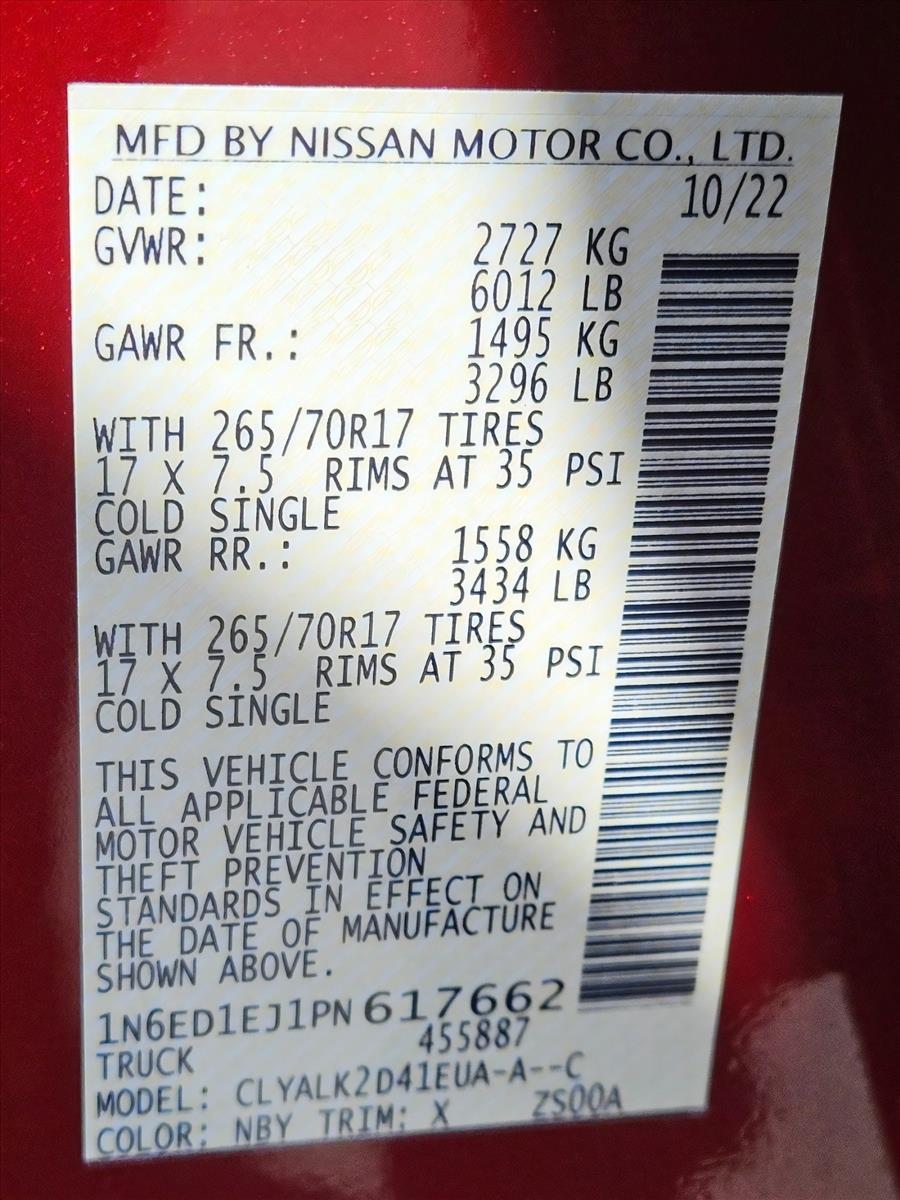 MFD BY NISSAN MOTOR CO., LTD.
DATE: 10/22
GVWR: 2727 KG
6012 LB
GAWR FR.: 1495 KG
3296 LB
WITH 265/70R17 TIRES
17 X 7.5 RIMS AT 35 PSI
COLD SINGLE
GAWR RR.: 1558 KG
3434 LB
WITH 265/70R17 TIRES
17 X 7.5 RIMS AT 35 PSI
COLD SINGLE
THIS VEHICLE CONFORMS TO
ALL APPLICABLE FEDERAL
MOTOR VEHICLE SAFETY AND
THEFT PREVENTION
STANDARDS IN EFFECT ON
THE DATE OF MANUFACTURE
SHOWN ABOVE.
1N6ED1EJ1PN617662
TRUCK 455887
MODEL: CLYALK2D41EUA-A--C
COLOR: NBY TRIM: X ZS00A